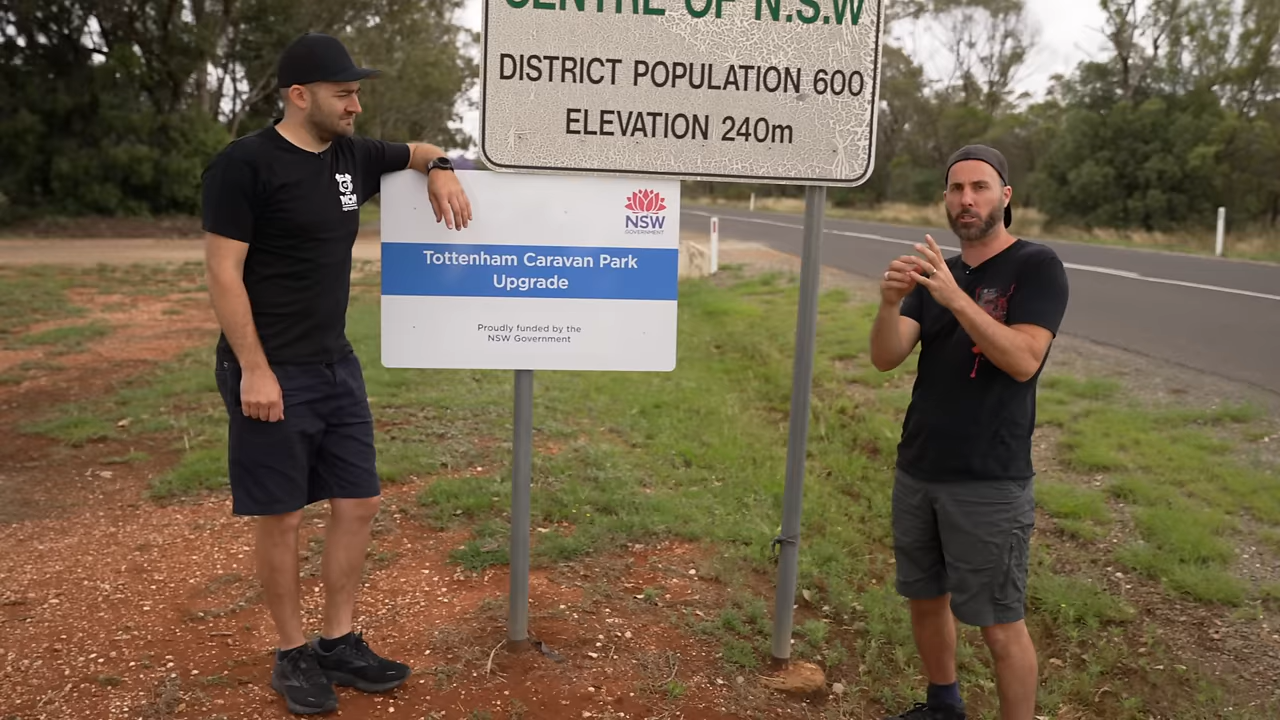 CENTRE OF N.S.W
DISTRICT POPULATION 600
ELEVATION 240m
NSW
GOVERNMENT
Tottenham Caravan Park
Upgrade
Proudly funded by the
NSW Government
MCM